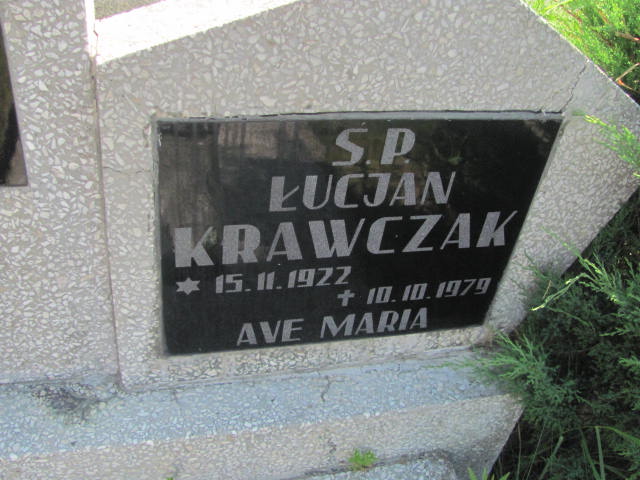 Ś.P.
ŁUCJAN
KRAWCZAK
✶ 15.11.1922
✝ 10.10.1979
AVE MARIA